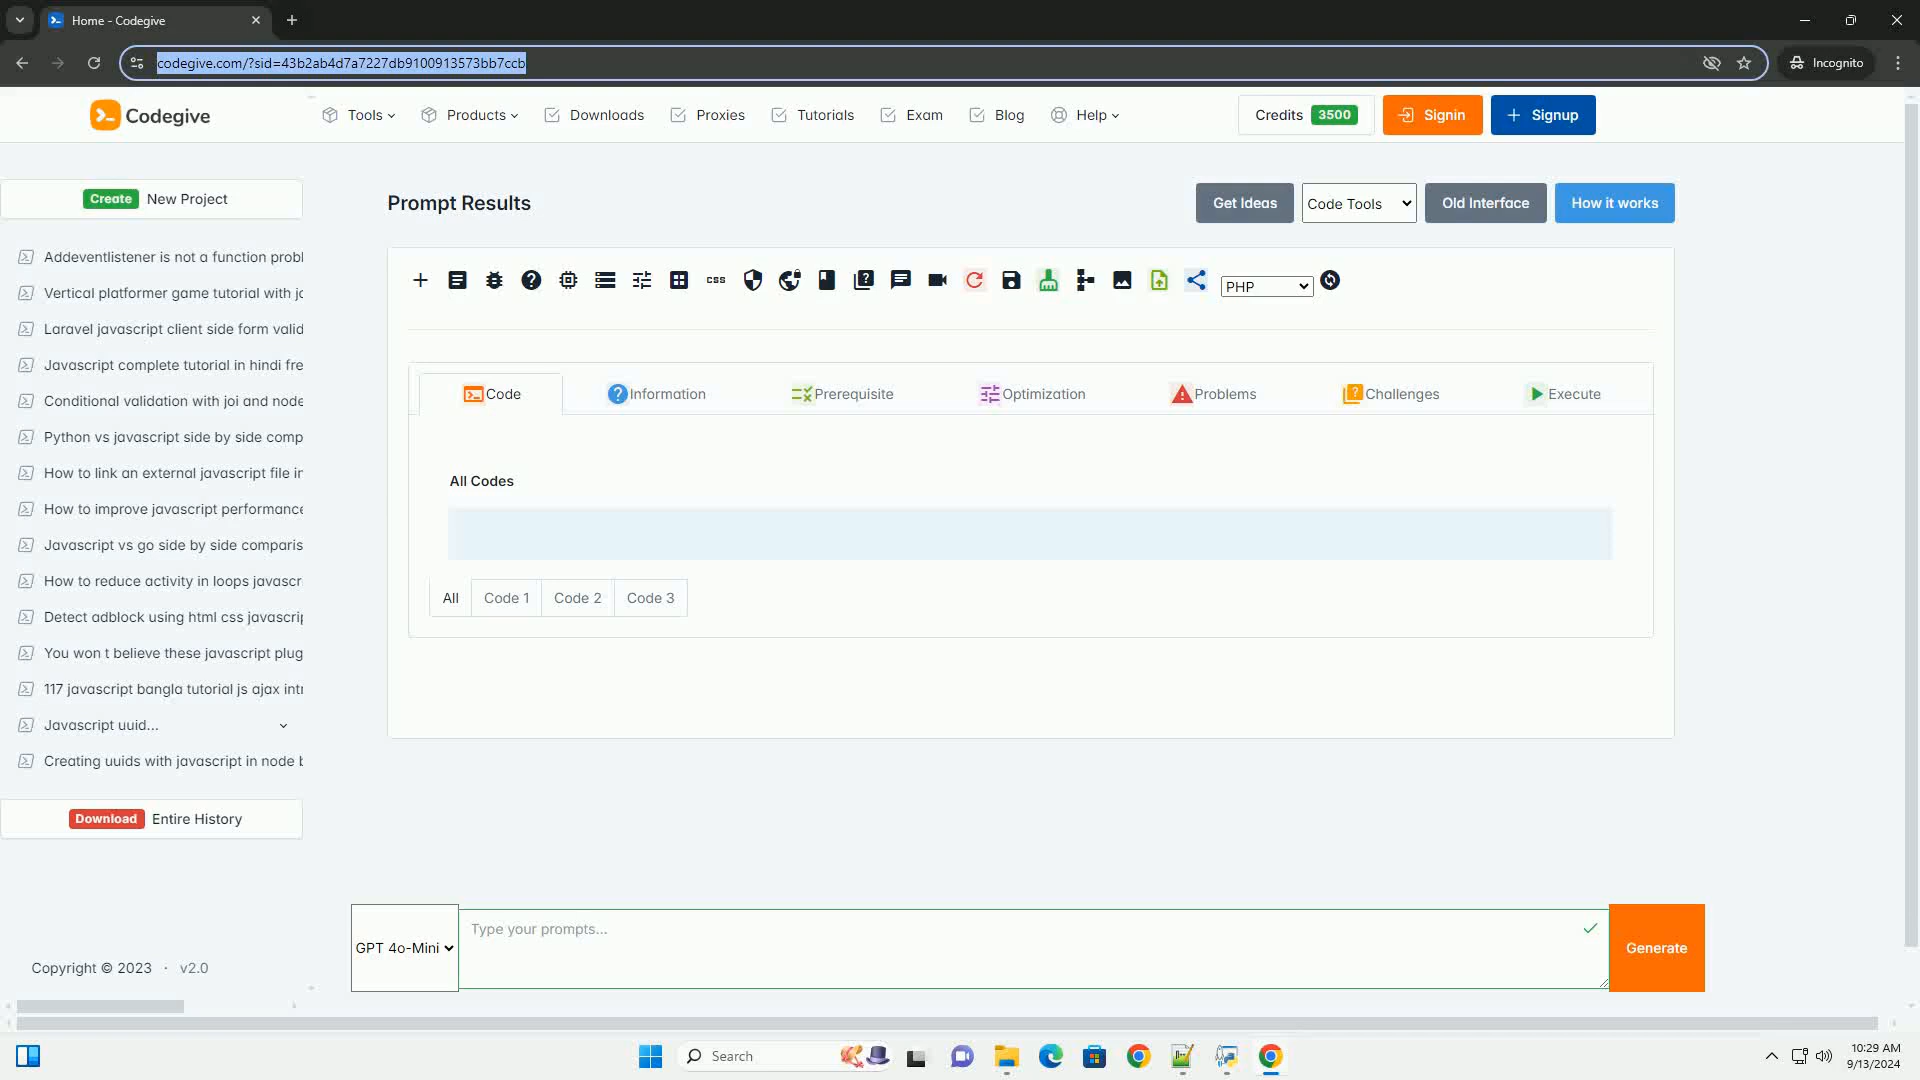 Home - Codegive
codegive.com/?sid=43b2ab4d7a7227db9100913573bb7ccb
Incognito
Codegive
Tools
Products
Downloads
Proxies
Tutorials
Exam
Blog
Help
Credits 3500
Signin
Signup
Create New Project
Prompt Results
Get Ideas
Code Tools
Old Interface
How it works
Addeventlistener is not a function probl
Vertical platformer game tutorial with jc
Laravel javascript client side form valid
Javascript complete tutorial in hindi fre
Conditional validation with joi and node
Python vs javascript side by side comp
How to link an external javascript file in
How to improve javascript performance
Javascript vs go side by side comparis
How to reduce activity in loops javascr
Detect adblock using html css javascrip
You won t believe these javascript plug
117 javascript bangla tutorial js ajax intr
Javascript uuid...
Creating uuids with javascript in node b
Download Entire History
Copyright © 2023 · v2.0
css
PHP
Code
Information
Prerequisite
Optimization
Problems
Challenges
Execute
All Codes
All
Code 1
Code 2
Code 3
GPT 4o-Mini
Type your prompts...
Generate
Search
10:29 AM
9/13/2024